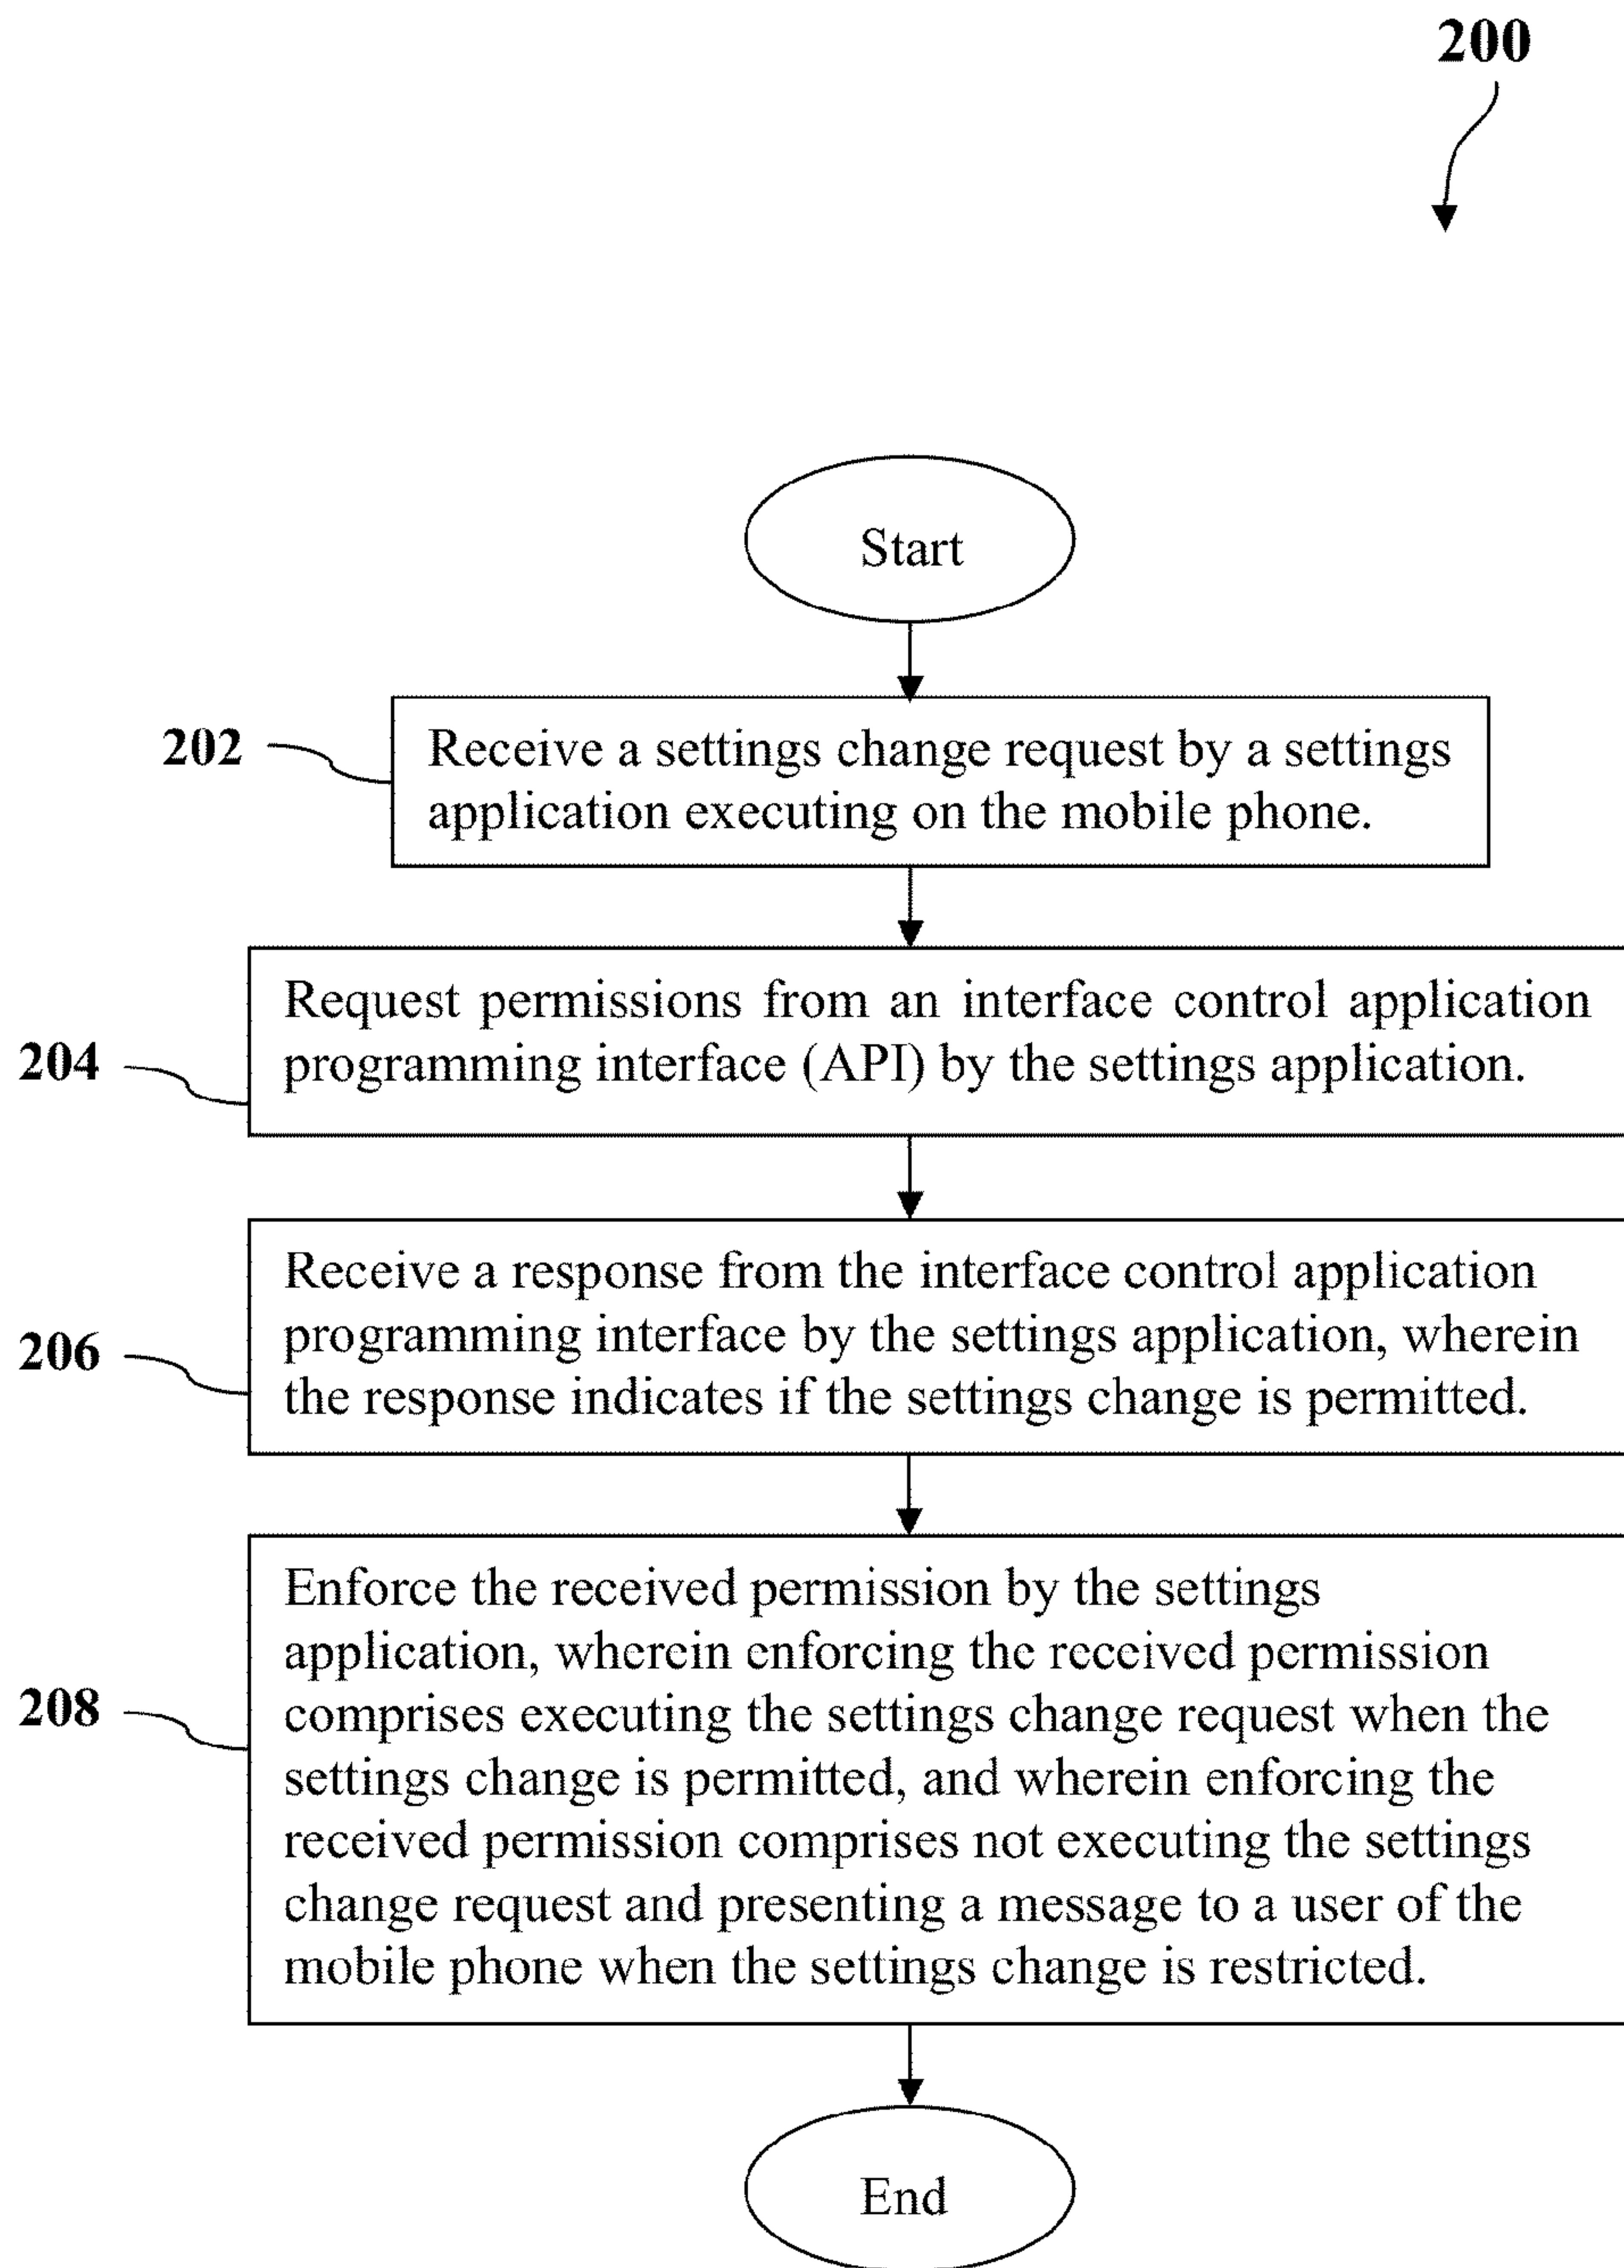 200
Start
202
Receive a settings change request by a settings
application executing on the mobile phone.
204
Request permissions from an interface control application
programming interface (API) by the settings application.
206
Receive a response from the interface control application
programming interface by the settings application, wherein
the response indicates if the settings change is permitted.
208
Enforce the received permission by the settings
application, wherein enforcing the received permission
comprises executing the settings change request when the
settings change is permitted, and wherein enforcing the
received permission comprises not executing the settings
change request and presenting a message to a user of the
mobile phone when the settings change is restricted.
End